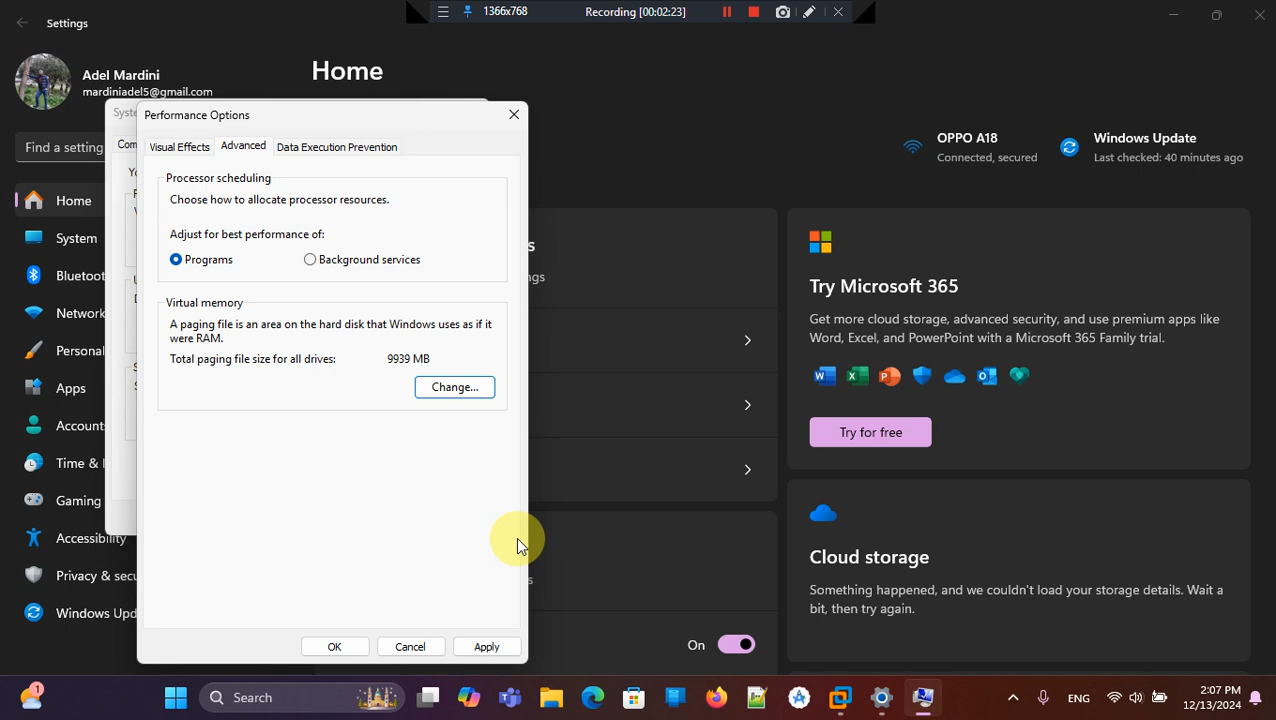 1366x768
Recording [00:02:23]
Settings
Adel Mardini
mardiniadel5@gmail.com
Find a setting
Home
System
Bluetoot
Network
Personal
Apps
Account
Time &
Gaming
Accessibility
Privacy & secu
Windows Upd
Performance Options
Visual Effects
Advanced
Data Execution Prevention
Processor scheduling
Choose how to allocate processor resources.
Adjust for best performance of:
Programs
Background services
Virtual memory
A paging file is an area on the hard disk that Windows uses as if it
were RAM.
Total paging file size for all drives:
9939 MB
Change...
OK
Cancel
Apply
Home
OPPO A18
Connected, secured
Windows Update
Last checked: 40 minutes ago
ngs
On
Try Microsoft 365
Get more cloud storage, advanced security, and use premium apps like
Word, Excel, and PowerPoint with a Microsoft 365 Family trial.
Try for free
Cloud storage
Something happened, and we couldn't load your storage details. Wait a
bit, then try again.
1
Search
ENG
2:07 PM
12/13/2024